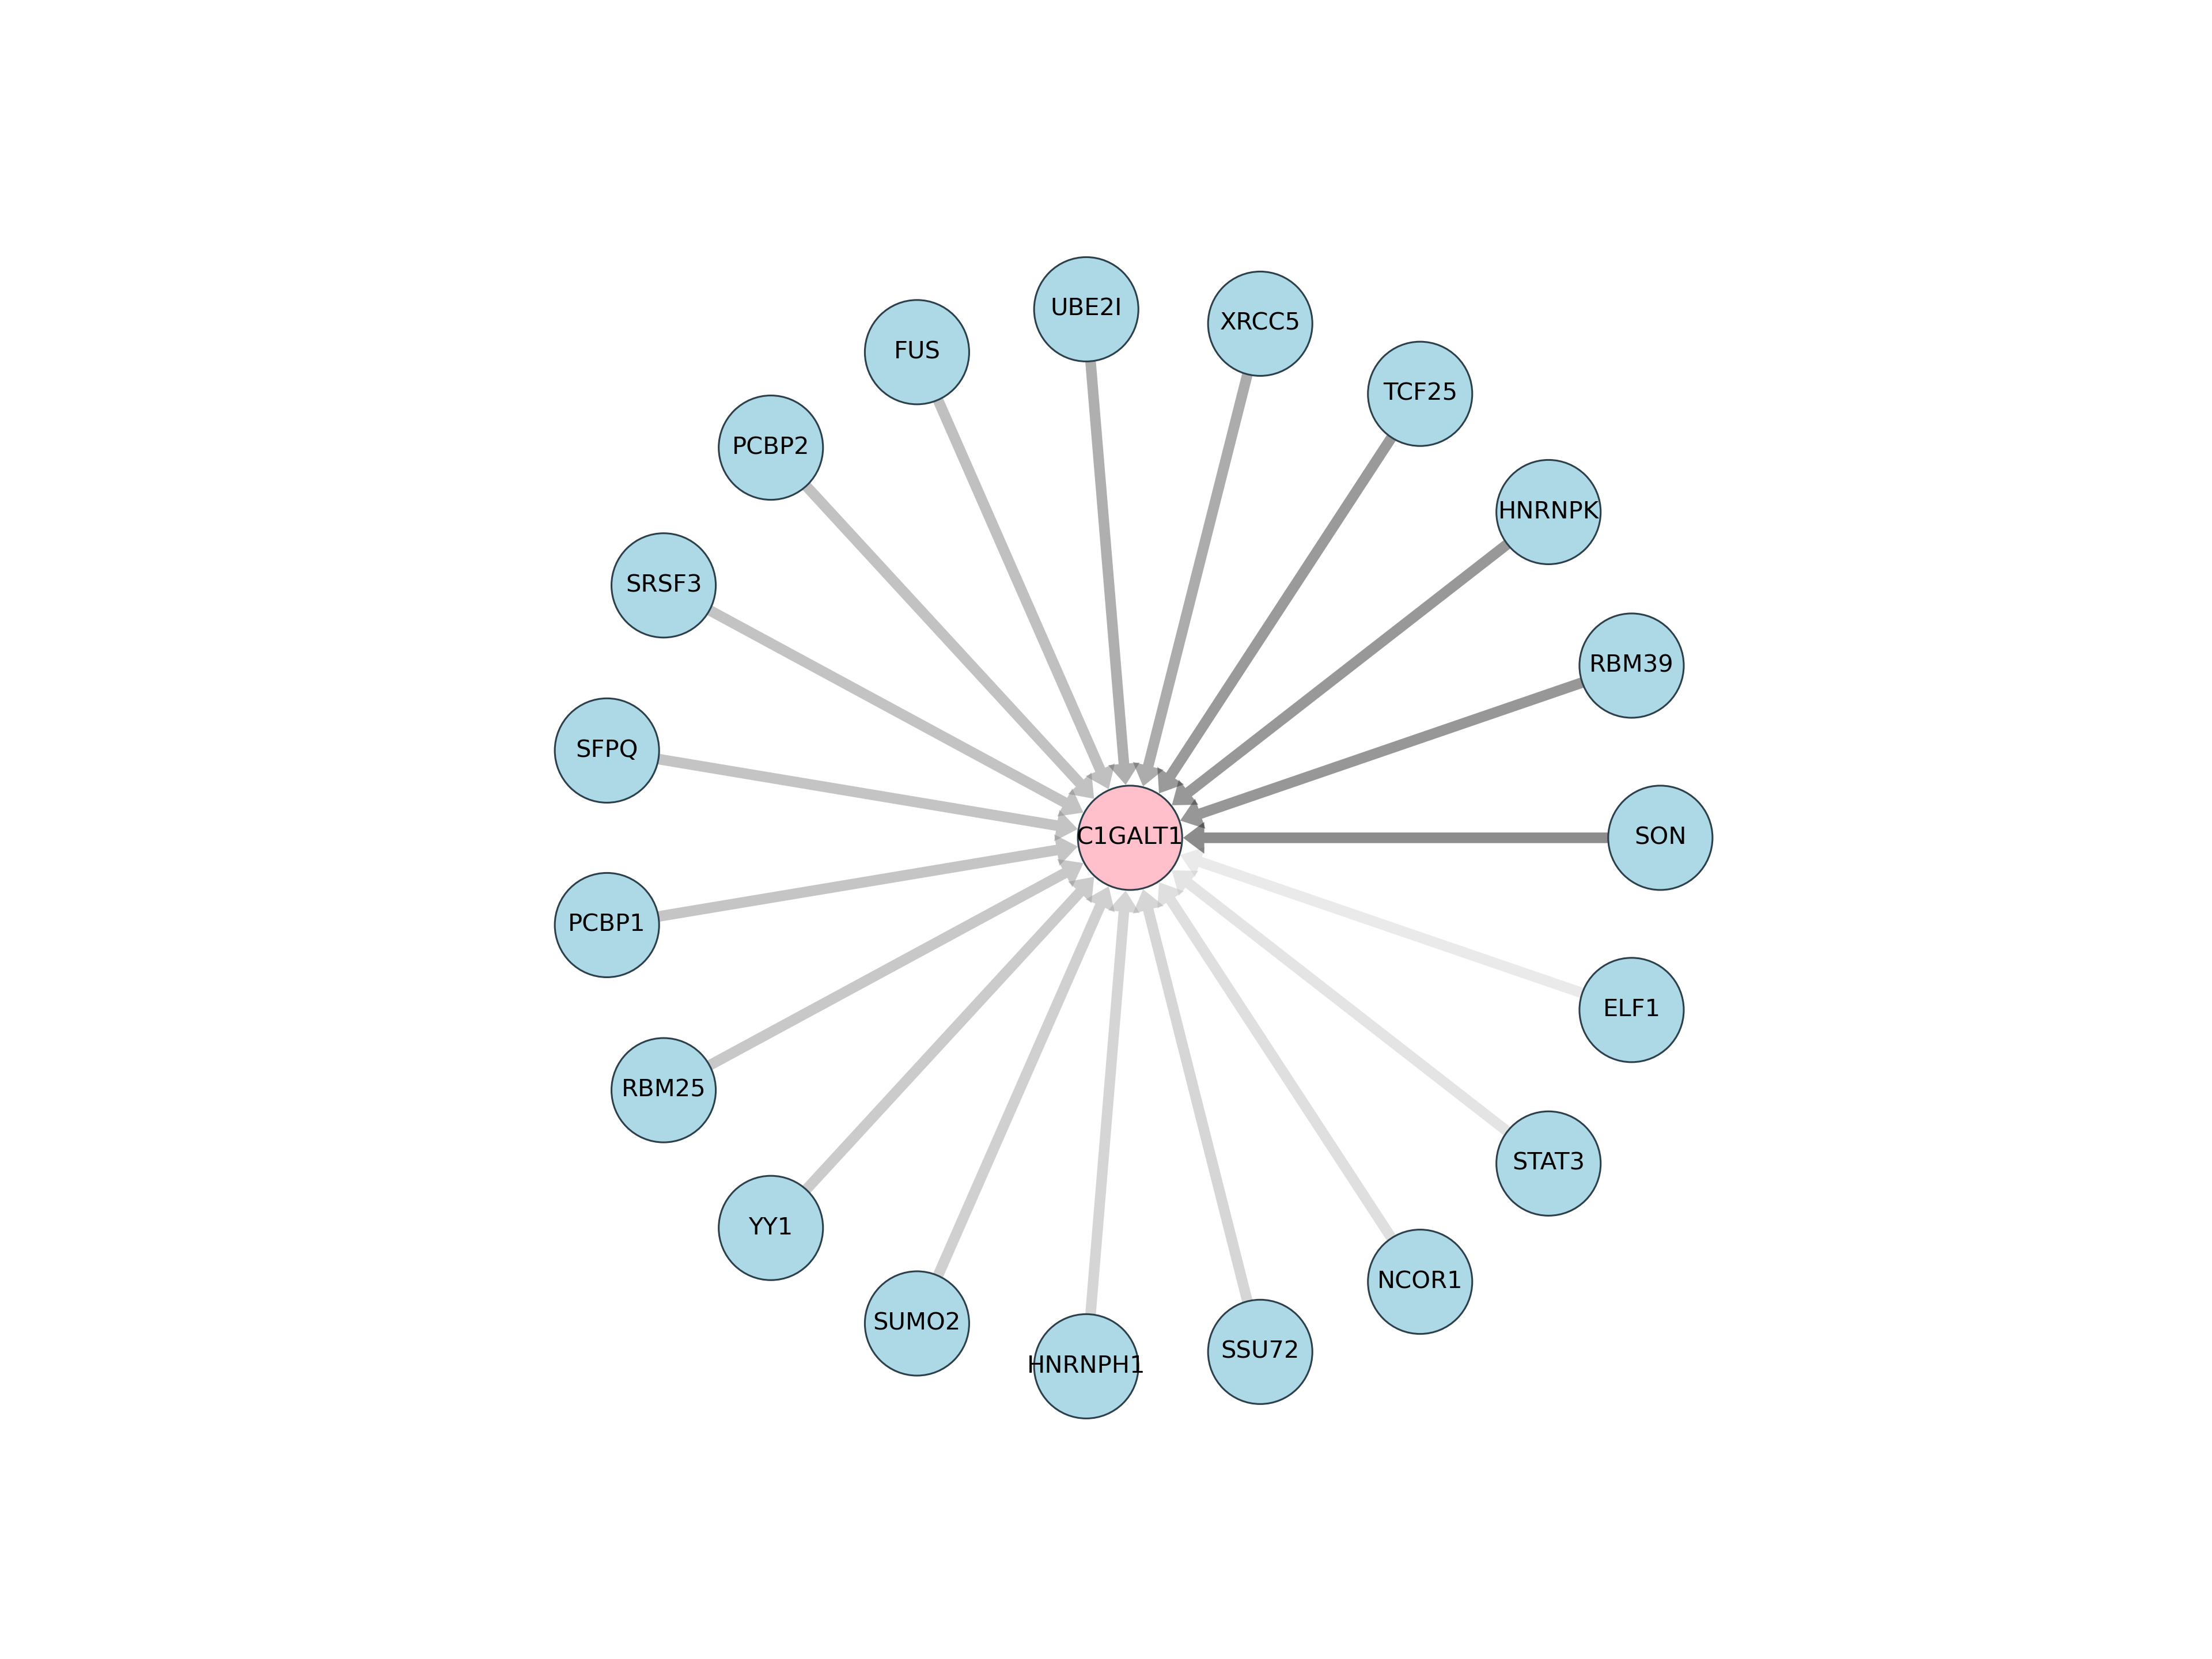 UBE2I
XRCC5
FUS
TCF25
PCBP2
HNRNPK
SRSF3
RBM39
SFPQ
C1GALT1
SON
PCBP1
ELF1
RBM25
STAT3
YY1
NCOR1
SUMO2
SSU72
HNRNPH1